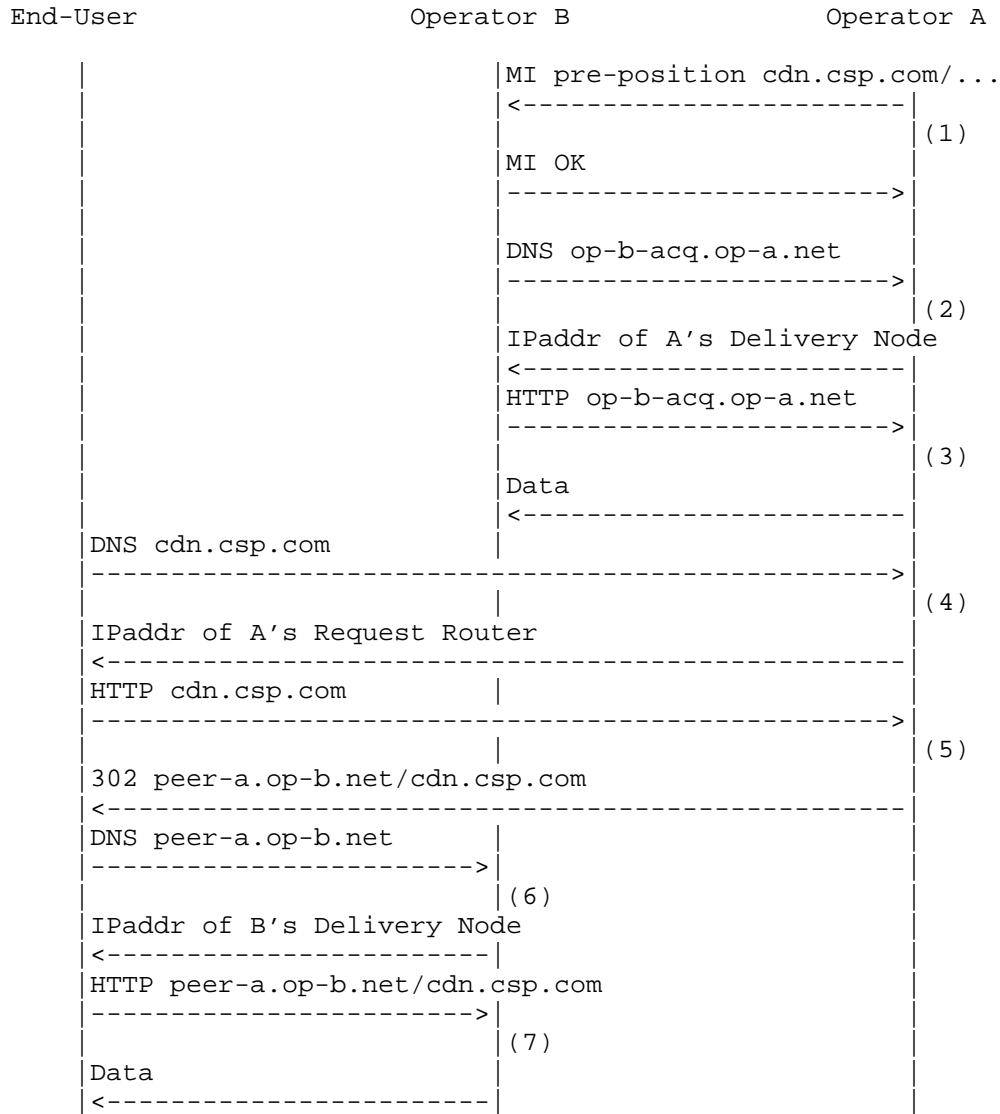 End-User Operator B Operator A
MI pre-position cdn.csp.com/...
(1)
MI OK
DNS op-b-acq.op-a.net
(2)
IPaddr of A's Delivery Node
HTTP op-b-acq.op-a.net
(3)
Data
DNS cdn.csp.com
(4)
IPaddr of A's Request Router
HTTP cdn.csp.com
(5)
302 peer-a.op-b.net/cdn.csp.com
DNS peer-a.op-b.net
(6)
IPaddr of B's Delivery Node
HTTP peer-a.op-b.net/cdn.csp.com
(7)
Data